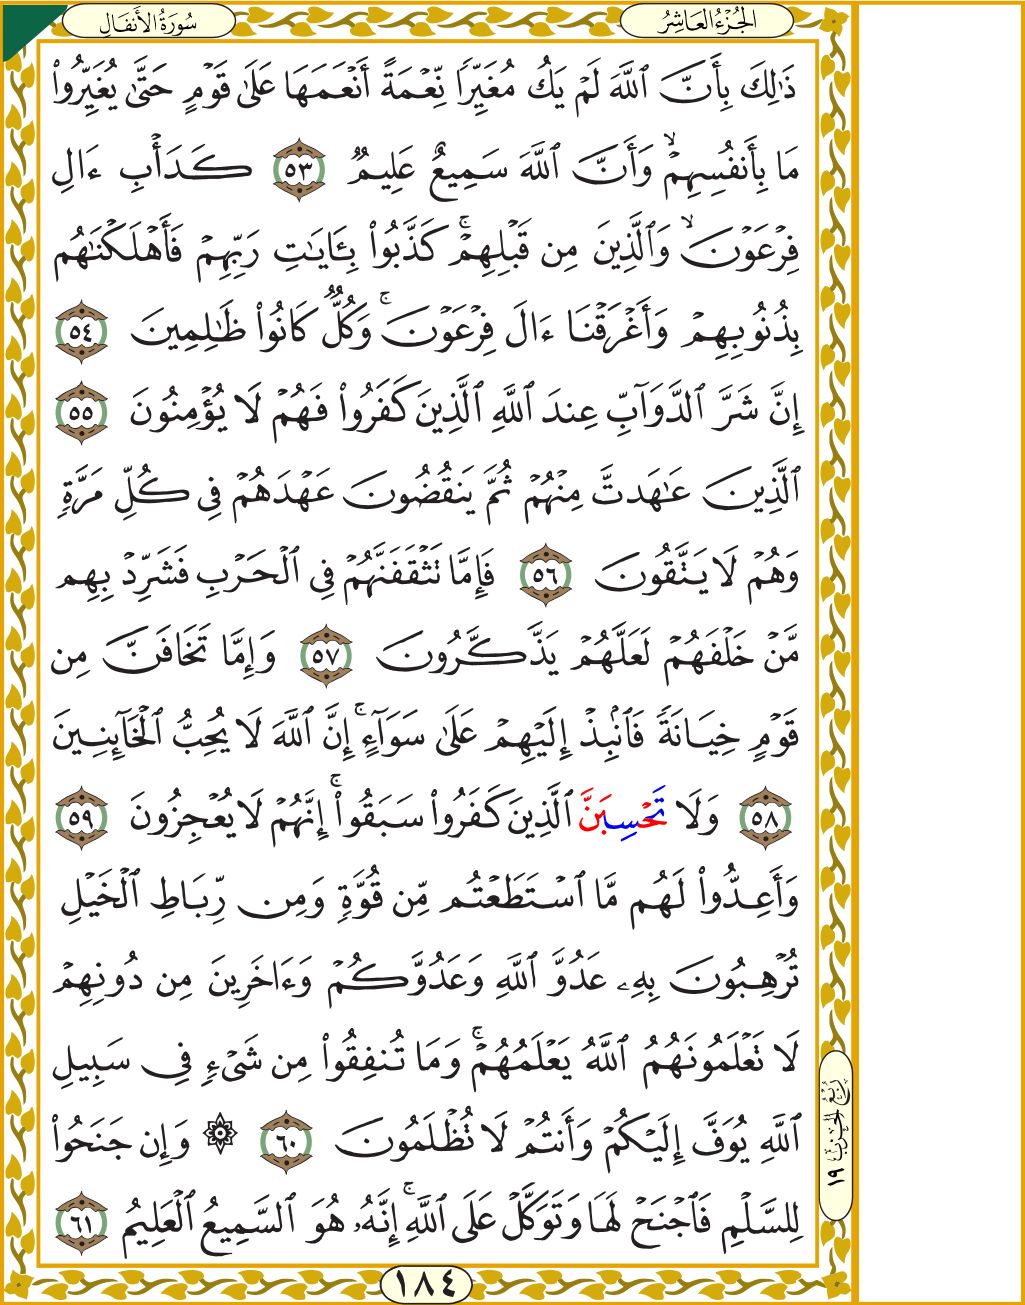 الجُزْءُ العَاشِرُ
سُورَةُ الأَنفَالِ
ذَٰلِكَ بِأَنَّ ٱللَّهَ لَمْ يَكُ مُغَيِّرًا نِّعْمَةً أَنْعَمَهَا عَلَىٰ قَوْمٍ حَتَّىٰ يُغَيِّرُوا۟
مَا بِأَنفُسِهِمْ ۙ وَأَنَّ ٱللَّهَ سَمِيعٌ عَلِيمٌ ٥٣ كَدَأْبِ ءَالِ
فِرْعَوْنَ ۙ وَٱلَّذِينَ مِن قَبْلِهِمْ ۚ كَذَّبُوا۟ بِـَٔايَٰتِ رَبِّهِمْ فَأَهْلَكْنَٰهُم
بِذُنُوبِهِمْ وَأَغْرَقْنَا ءَالَ فِرْعَوْنَ ۚ وَكُلٌّ كَانُوا۟ ظَٰلِمِينَ ٥٤
إِنَّ شَرَّ ٱلدَّوَآبِّ عِندَ ٱللَّهِ ٱلَّذِينَ كَفَرُوا۟ فَهُمْ لَا يُؤْمِنُونَ ٥٥
ٱلَّذِينَ عَٰهَدتَّ مِنْهُمْ ثُمَّ يَنقُضُونَ عَهْدَهُمْ فِى كُلِّ مَرَّةٍ
وَهُمْ لَا يَتَّقُونَ ٥٦ فَإِمَّا تَثْقَفَنَّهُمْ فِى ٱلْحَرْبِ فَشَرِّدْ بِهِم
مَّنْ خَلْفَهُمْ لَعَلَّهُمْ يَذَّكَّرُونَ ٥٧ وَإِمَّا تَخَافَنَّ مِن
قَوْمٍ خِيَانَةً فَٱنۢبِذْ إِلَيْهِمْ عَلَىٰ سَوَآءٍ ۚ إِنَّ ٱللَّهَ لَا يُحِبُّ ٱلْخَآئِنِينَ
٥٨ وَلَا تَحْسِبَنَّ ٱلَّذِينَ كَفَرُوا۟ سَبَقُوٓا۟ ۚ إِنَّهُمْ لَا يُعْجِزُونَ ٥٩
وَأَعِدُّوا۟ لَهُم مَّا ٱسْتَطَعْتُم مِّن قُوَّةٍ وَمِن رِّبَاطِ ٱلْخَيْلِ
تُرْهِبُونَ بِهِۦ عَدُوَّ ٱللَّهِ وَعَدُوَّكُمْ وَءَاخَرِينَ مِن دُونِهِمْ
لَا تَعْلَمُونَهُمُ ٱللَّهُ يَعْلَمُهُمْ ۚ وَمَا تُنفِقُوا۟ مِن شَىْءٍ فِى سَبِيلِ
ٱللَّهِ يُوَفَّ إِلَيْكُمْ وَأَنتُمْ لَا تُظْلَمُونَ ٦٠ ۞ وَإِن جَنَحُوا۟
لِلسَّلْمِ فَٱجْنَحْ لَهَا وَتَوَكَّلْ عَلَى ٱللَّهِ ۚ إِنَّهُۥ هُوَ ٱلسَّمِيعُ ٱلْعَلِيمُ ٦١
رُبْعُ الحِزْبِ ١٩
١٨٤